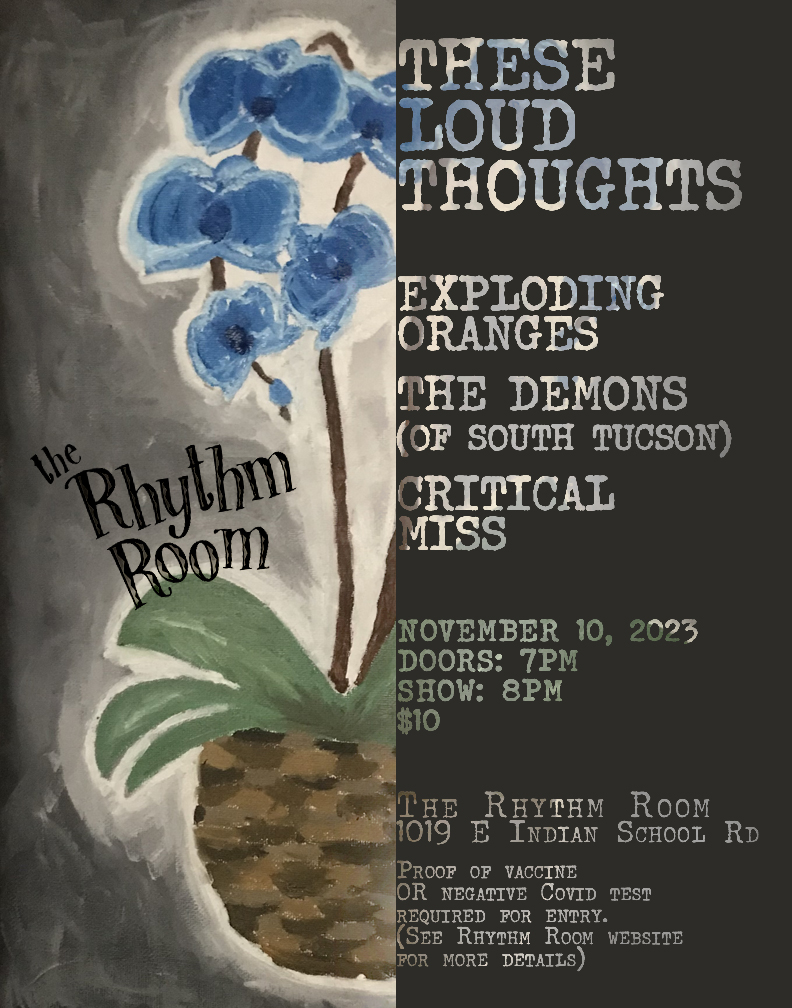 THESE
LOUD
THOUGHTS
EXPLODING
ORANGES
THE DEMONS
(OF SOUTH TUCSON)
CRITICAL
MISS
the
Rhythm
Room
NOVEMBER 10, 2023
DOORS: 7PM
SHOW: 8PM
$10
The Rhythm Room
1019 E Indian School Rd
Proof of vaccine
OR negative Covid test
required for entry.
(See Rhythm Room website
for more details)